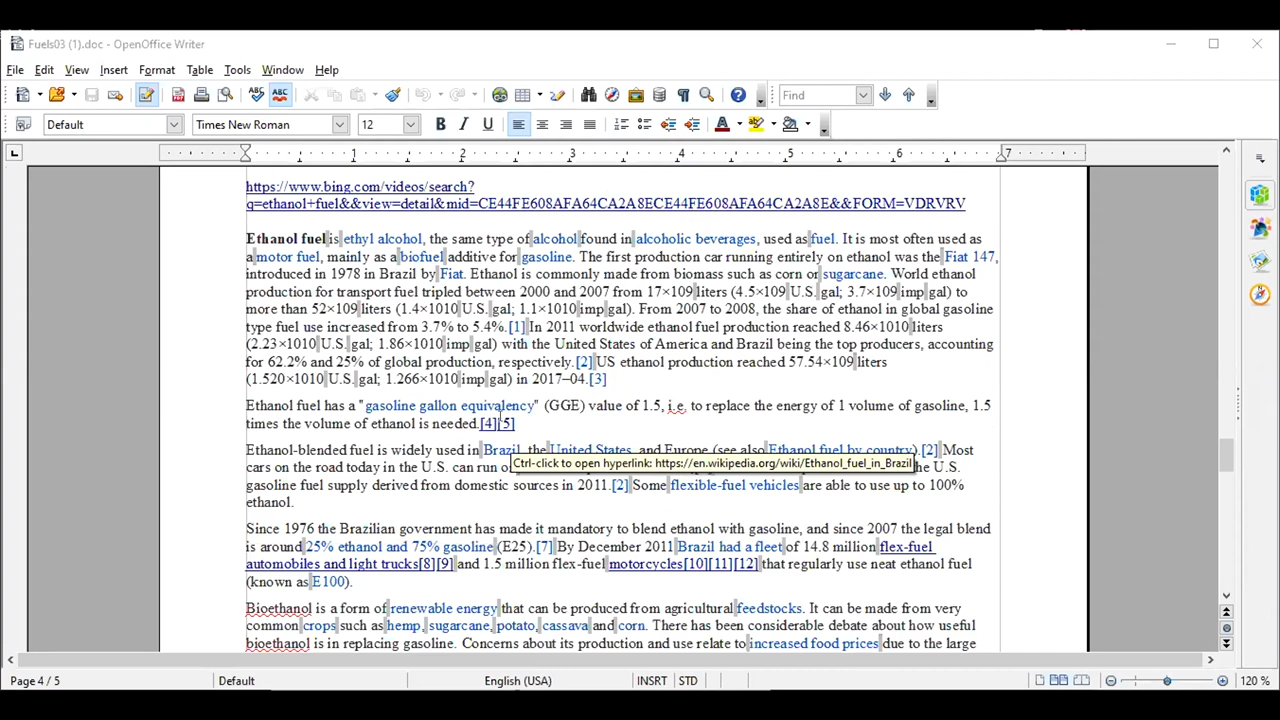 Fuels03 (1).doc - OpenOffice Writer
File Edit View Insert Format Table Tools Window Help
Find
Default Times New Roman 12
1 2 3 4 5 6 7
https://www.bing.com/videos/search?
q=ethanol+fuel&&view=detail&mid=CE44FE608AFA64CA2A8ECE44FE608AFA64CA2A8E&&FORM=VDRVRV
Ethanol fuel is ethyl alcohol, the same type of alcohol found in alcoholic beverages, used as fuel. It is most often used as
a motor fuel, mainly as a biofuel additive for gasoline. The first production car running entirely on ethanol was the Fiat 147,
introduced in 1978 in Brazil by Fiat. Ethanol is commonly made from biomass such as corn or sugarcane. World ethanol
production for transport fuel tripled between 2000 and 2007 from 17×109 liters (4.5×109 U.S. gal; 3.7×109 imp gal) to
more than 52×109 liters (1.4×1010 U.S. gal; 1.1×1010 imp gal). From 2007 to 2008, the share of ethanol in global gasoline
type fuel use increased from 3.7% to 5.4%.[1] In 2011 worldwide ethanol fuel production reached 8.46×1010 liters
(2.23×1010 U.S. gal; 1.86×1010 imp gal) with the United States of America and Brazil being the top producers, accounting
for 62.2% and 25% of global production, respectively.[2] US ethanol production reached 57.54×109 liters
(1.520×1010 U.S. gal; 1.266×1010 imp gal) in 2017–04.[3]
Ethanol fuel has a "gasoline gallon equivalency" (GGE) value of 1.5, i.e. to replace the energy of 1 volume of gasoline, 1.5
times the volume of ethanol is needed.[4][5]
Ethanol-blended fuel is widely used in Brazil, the United States, and Europe (see also Ethanol fuel by country).[2] Most
cars on the road today in the U.S. can run o the U.S.
Ctrl-click to open hyperlink: https://en.wikipedia.org/wiki/Ethanol_fuel_in_Brazil
gasoline fuel supply derived from domestic sources in 2011.[2] Some flexible-fuel vehicles are able to use up to 100%
ethanol.
Since 1976 the Brazilian government has made it mandatory to blend ethanol with gasoline, and since 2007 the legal blend
is around 25% ethanol and 75% gasoline (E25).[7] By December 2011 Brazil had a fleet of 14.8 million flex-fuel
automobiles and light trucks[8][9] and 1.5 million flex-fuel motorcycles[10][11][12] that regularly use neat ethanol fuel
(known as E100).
Bioethanol is a form of renewable energy that can be produced from agricultural feedstocks. It can be made from very
common crops such as hemp, sugarcane, potato, cassava and corn. There has been considerable debate about how useful
bioethanol is in replacing gasoline. Concerns about its production and use relate to increased food prices due to the large
Page 4 / 5 Default English (USA) INSRT STD 120 %